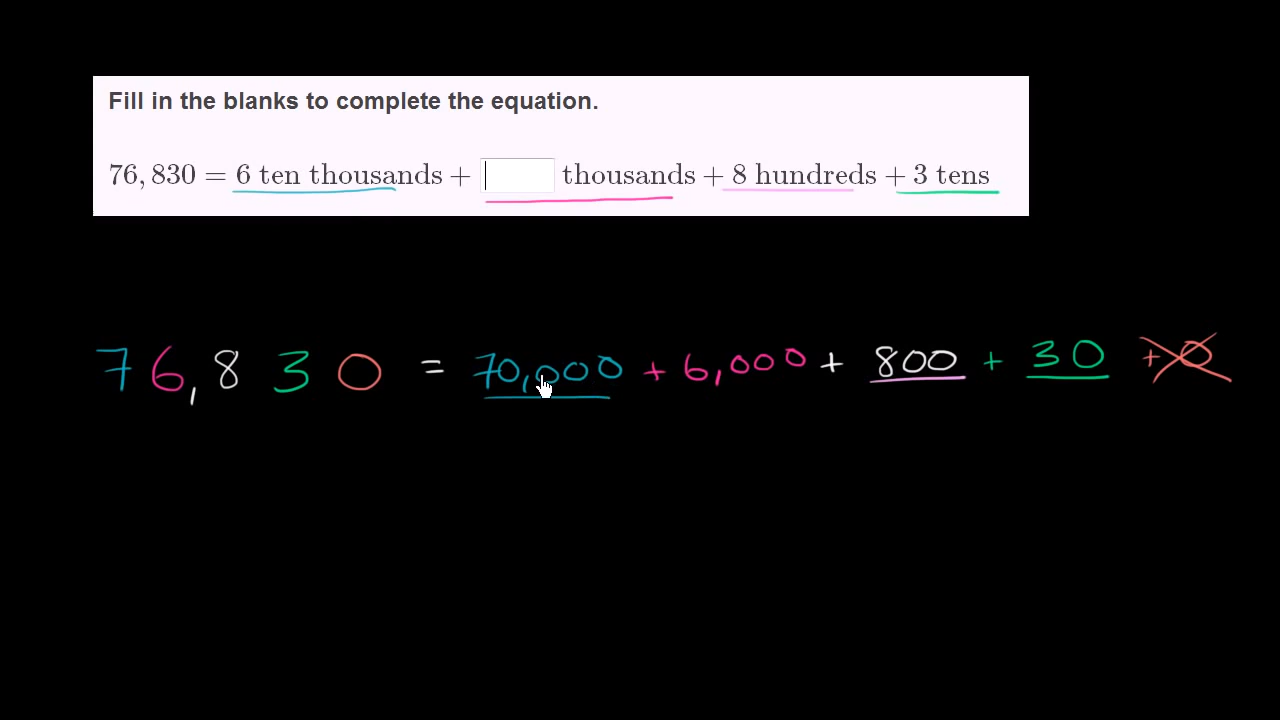 Fill in the blanks to complete the equation.
76,830 = 6 ten thousands + thousands + 8 hundreds + 3 tens
76,830 = 70,000 + 6,000 + 800 + 30 + 0